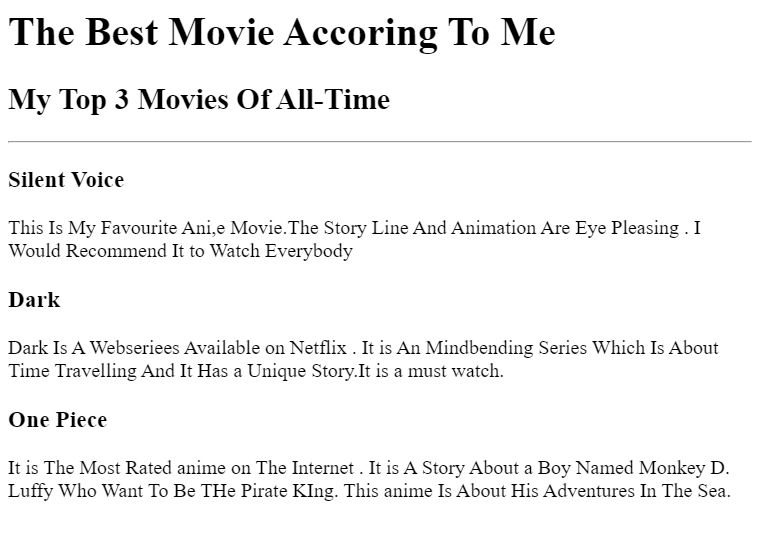 The Best Movie Accoring To Me
My Top 3 Movies Of All-Time
Silent Voice
This Is My Favourite Ani,e Movie.The Story Line And Animation Are Eye Pleasing . I
Would Recommend It to Watch Everybody
Dark
Dark Is A Webseriees Available on Netflix . It is An Mindbending Series Which Is About
Time Travelling And It Has a Unique Story.It is a must watch.
One Piece
It is The Most Rated anime on The Internet . It is A Story About a Boy Named Monkey D.
Luffy Who Want To Be THe Pirate KIng. This anime Is About His Adventures In The Sea.